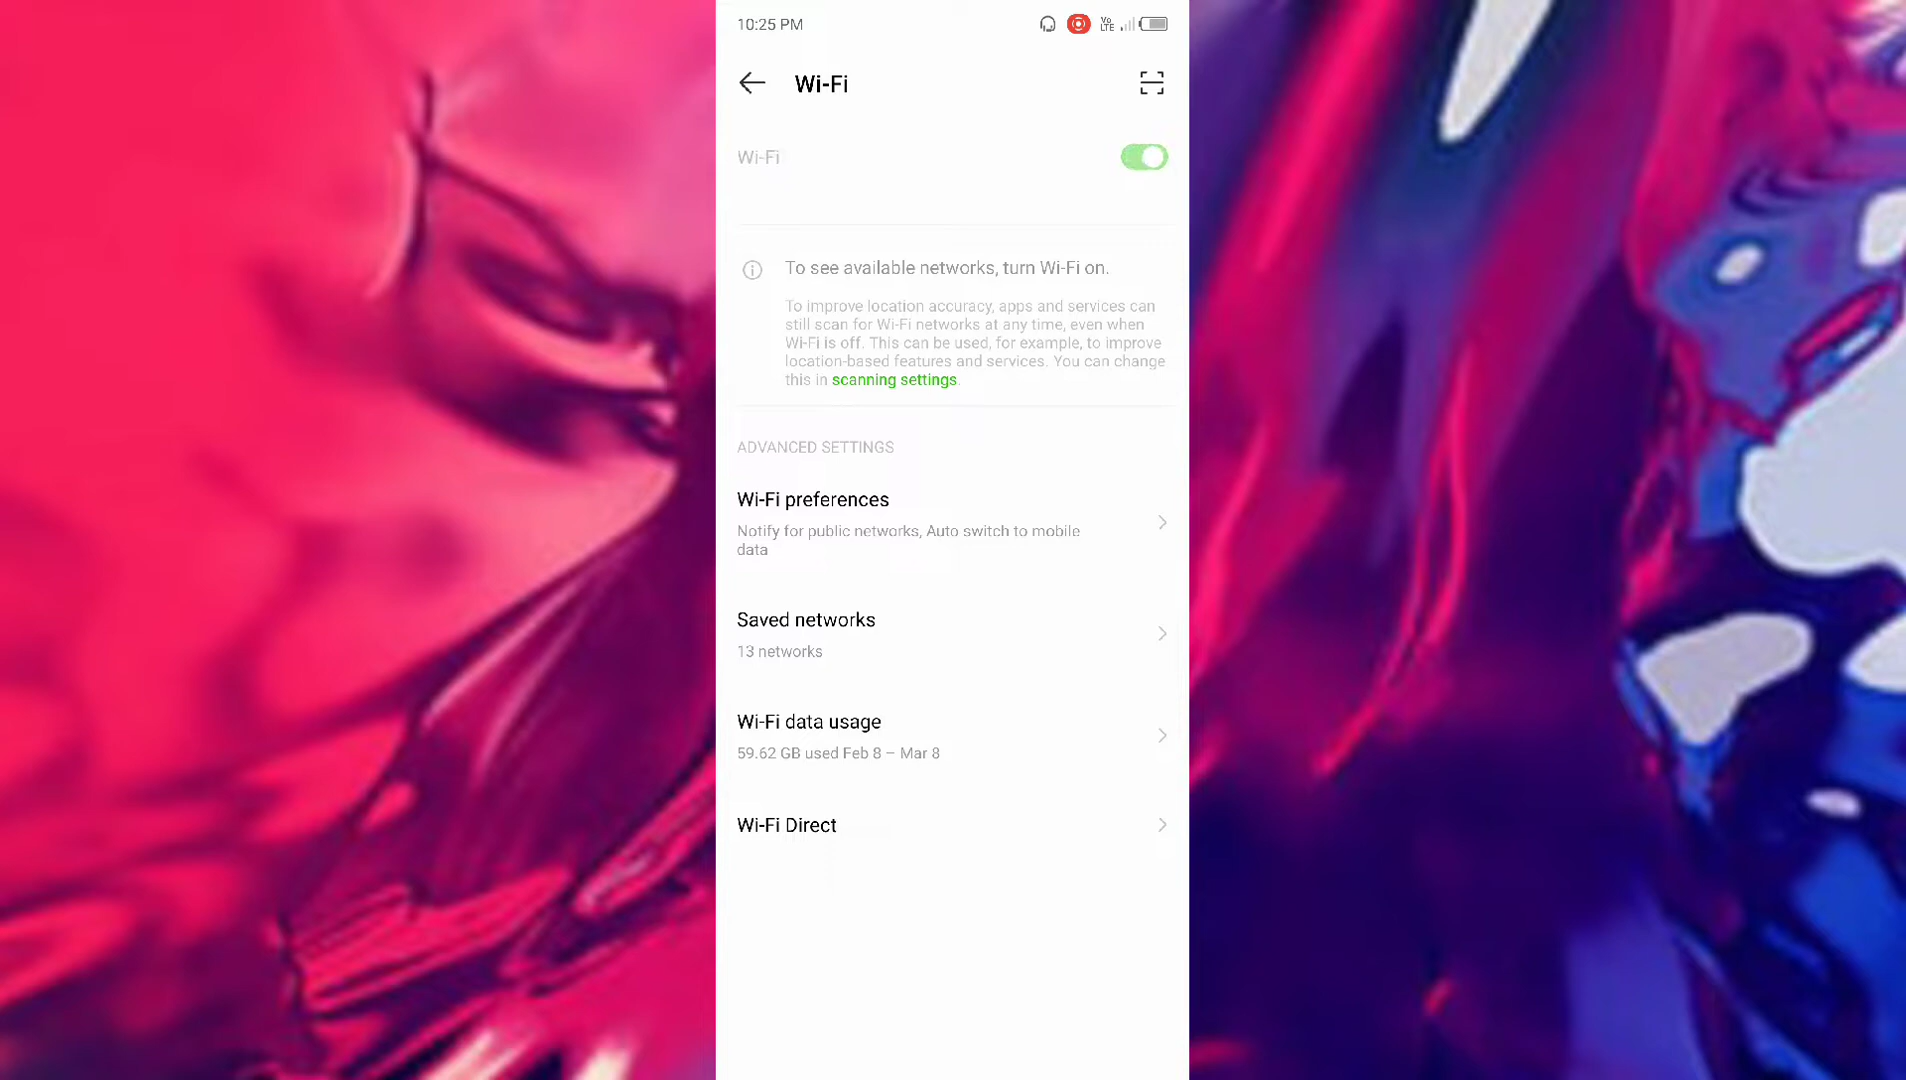 10:25 PM
Vo
LTE
Wi-Fi
Wi-Fi
To see available networks, turn Wi-Fi on.
To improve location accuracy, apps and services can
still scan for Wi-Fi networks at any time, even when
Wi-Fi is off. This can be used, for example, to improve
location-based features and services. You can change
this in scanning settings.
ADVANCED SETTINGS
Wi-Fi preferences
Notify for public networks, Auto switch to mobile
data
Saved networks
13 networks
Wi-Fi data usage
59.62 GB used Feb 8 – Mar 8
Wi-Fi Direct